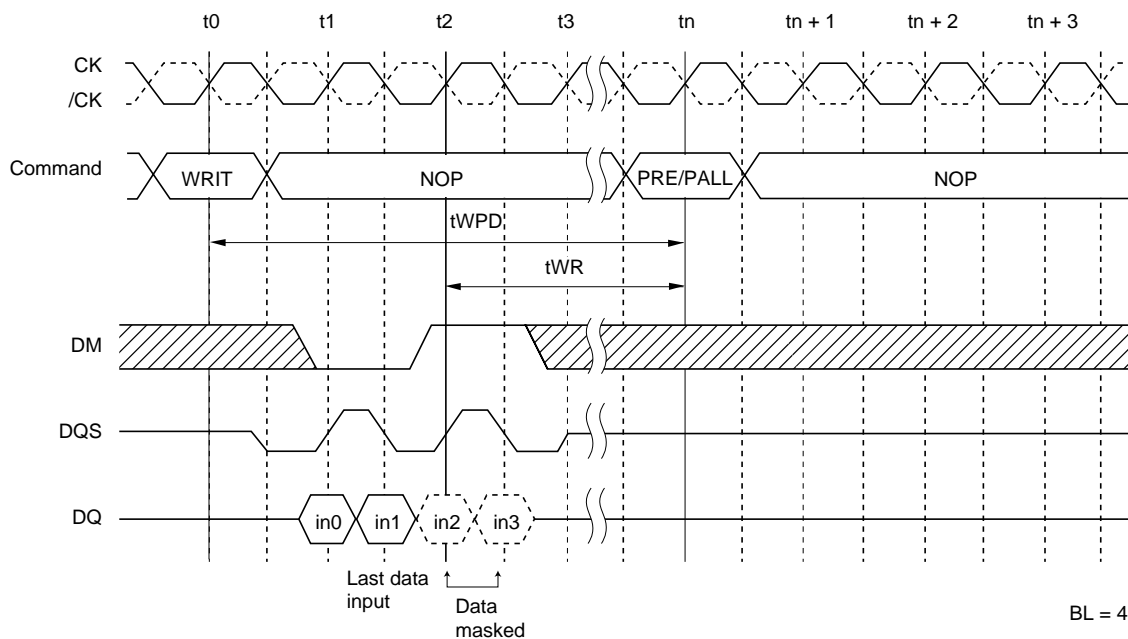 t0 t1 t2 t3 tn tn + 1 tn + 2 tn + 3
CK
/CK
Command
WRIT NOP PRE/PALL NOP
tWPD
tWR
DM
DQS
DQ
in0 in1 in2 in3
Last data
input
Data
masked
BL = 4